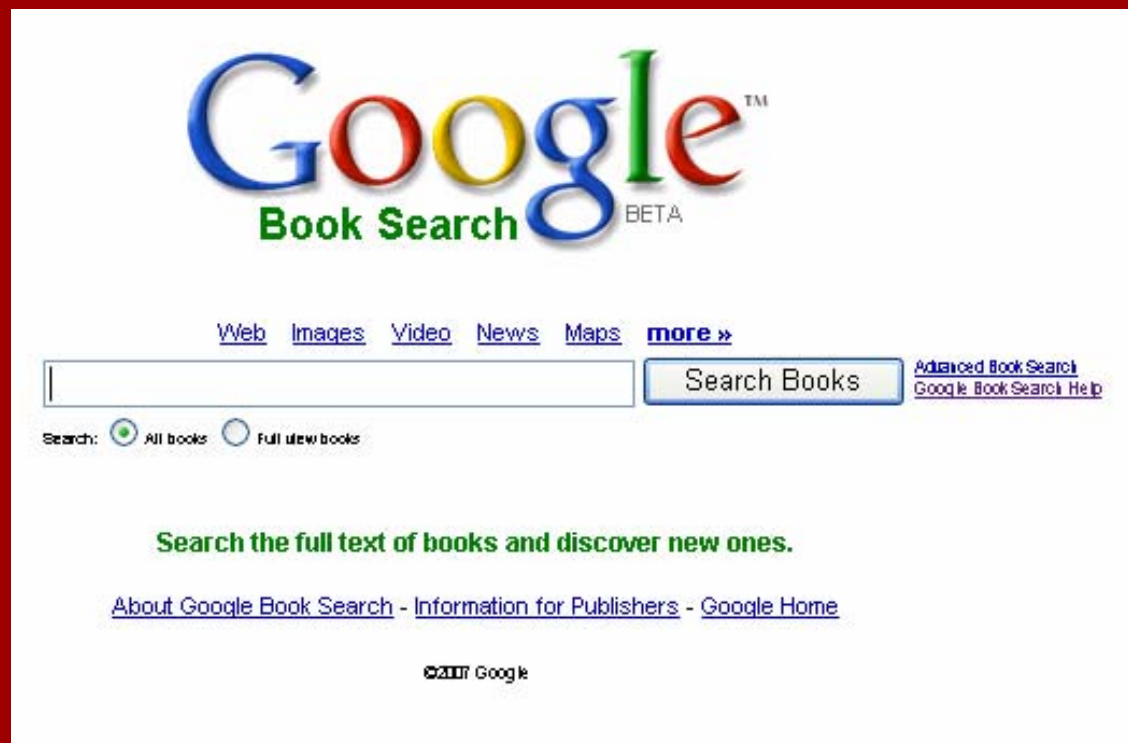 Google™
Book Search BETA
Web Images Video News Maps more »
Search Books
Advanced Book Search
Google Book Search Help
Search: All books Full view books
Search the full text of books and discover new ones.
About Google Book Search - Information for Publishers - Google Home
©2007 Google